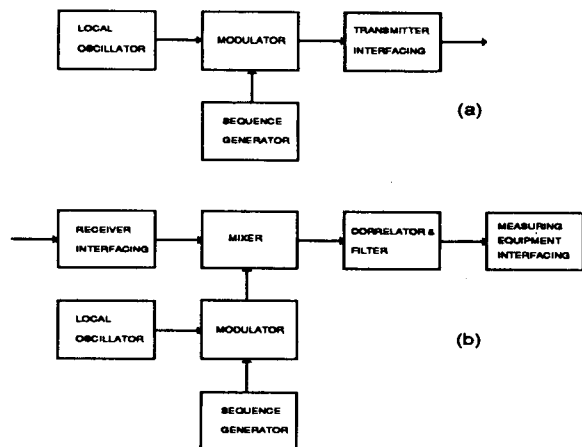 LOCAL
OSCILLATOR
MODULATOR
TRANSMITTER
INTERFACING
SEQUENCE
GENERATOR
(a)
RECEIVER
INTERFACING
MIXER
CORRELATOR &
FILTER
MEASURING
EQUIPMENT
INTERFACING
LOCAL
OSCILLATOR
MODULATOR
(b)
SEQUENCE
GENERATOR